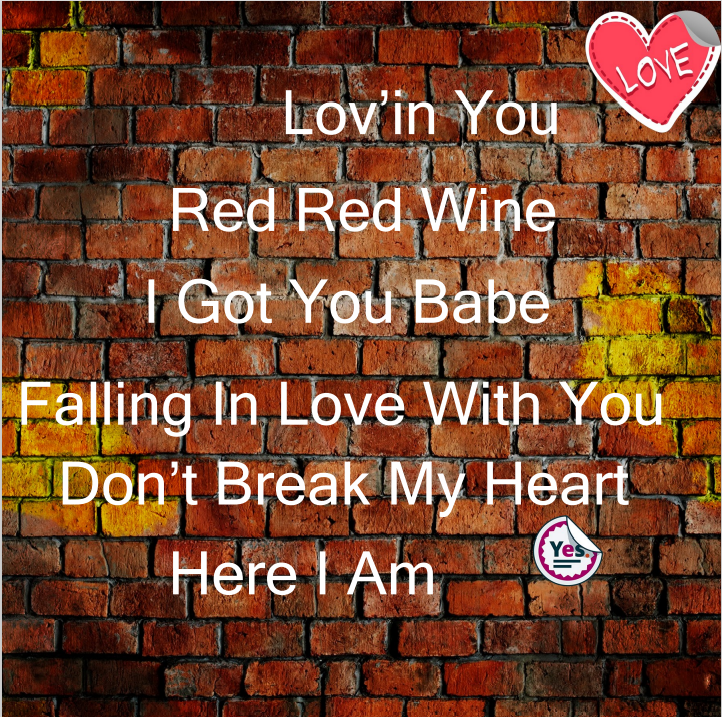 LOVE
Lov’in You
Red Red Wine
I Got You Babe
Falling In Love With You
Don’t Break My Heart
Here I Am
Yes